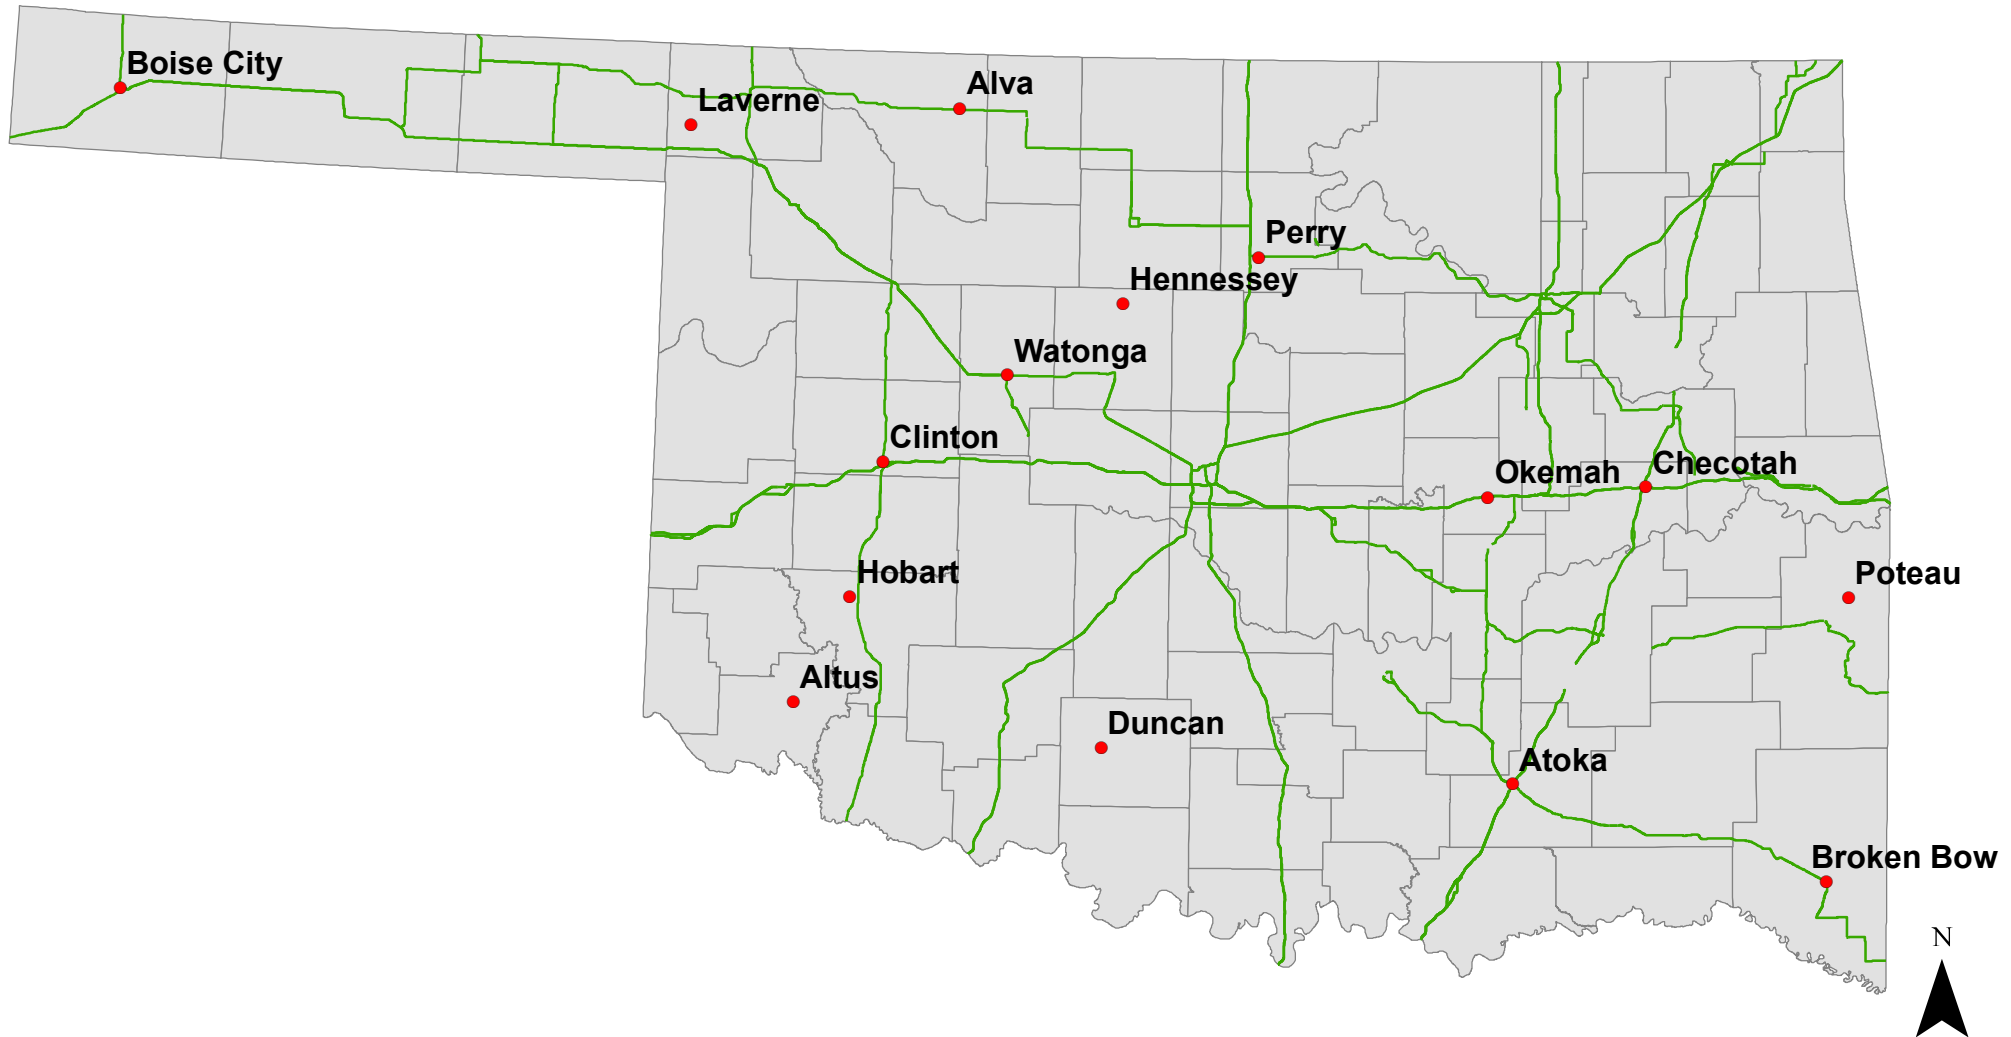 Boise City
Alva
Laverne
Perry
Hennessey
Watonga
Clinton
Okemah
Checotah
Hobart
Poteau
Altus
Duncan
Atoka
Broken Bow
N